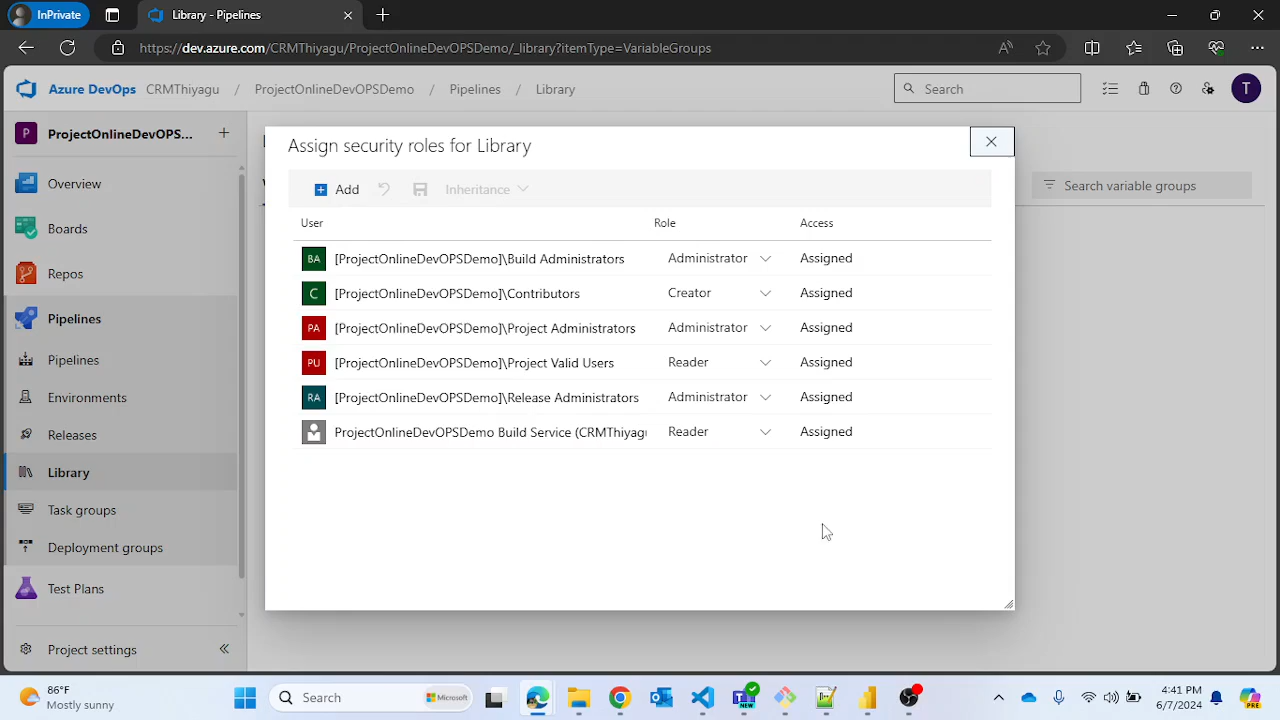 InPrivate
Library - Pipelines
https://dev.azure.com/CRMThiyagu/ProjectOnlineDevOPSDemo/_library?itemType=VariableGroups
Azure DevOps CRMThiyagu / ProjectOnlineDevOPSDemo / Pipelines / Library
Search
T
P ProjectOnlineDevOPS...
Overview
Boards
Repos
Pipelines
Pipelines
Environments
Releases
Library
Task groups
Deployment groups
Test Plans
Project settings
Search variable groups
Assign security roles for Library
Add Inheritance
User Role Access
BA [ProjectOnlineDevOPSDemo]\Build Administrators Administrator Assigned
C [ProjectOnlineDevOPSDemo]\Contributors Creator Assigned
PA [ProjectOnlineDevOPSDemo]\Project Administrators Administrator Assigned
PU [ProjectOnlineDevOPSDemo]\Project Valid Users Reader Assigned
RA [ProjectOnlineDevOPSDemo]\Release Administrators Administrator Assigned
ProjectOnlineDevOPSDemo Build Service (CRMThiyagu Reader Assigned
86°F
Mostly sunny
Search
Microsoft
NEW
4:41 PM
6/7/2024
PRE